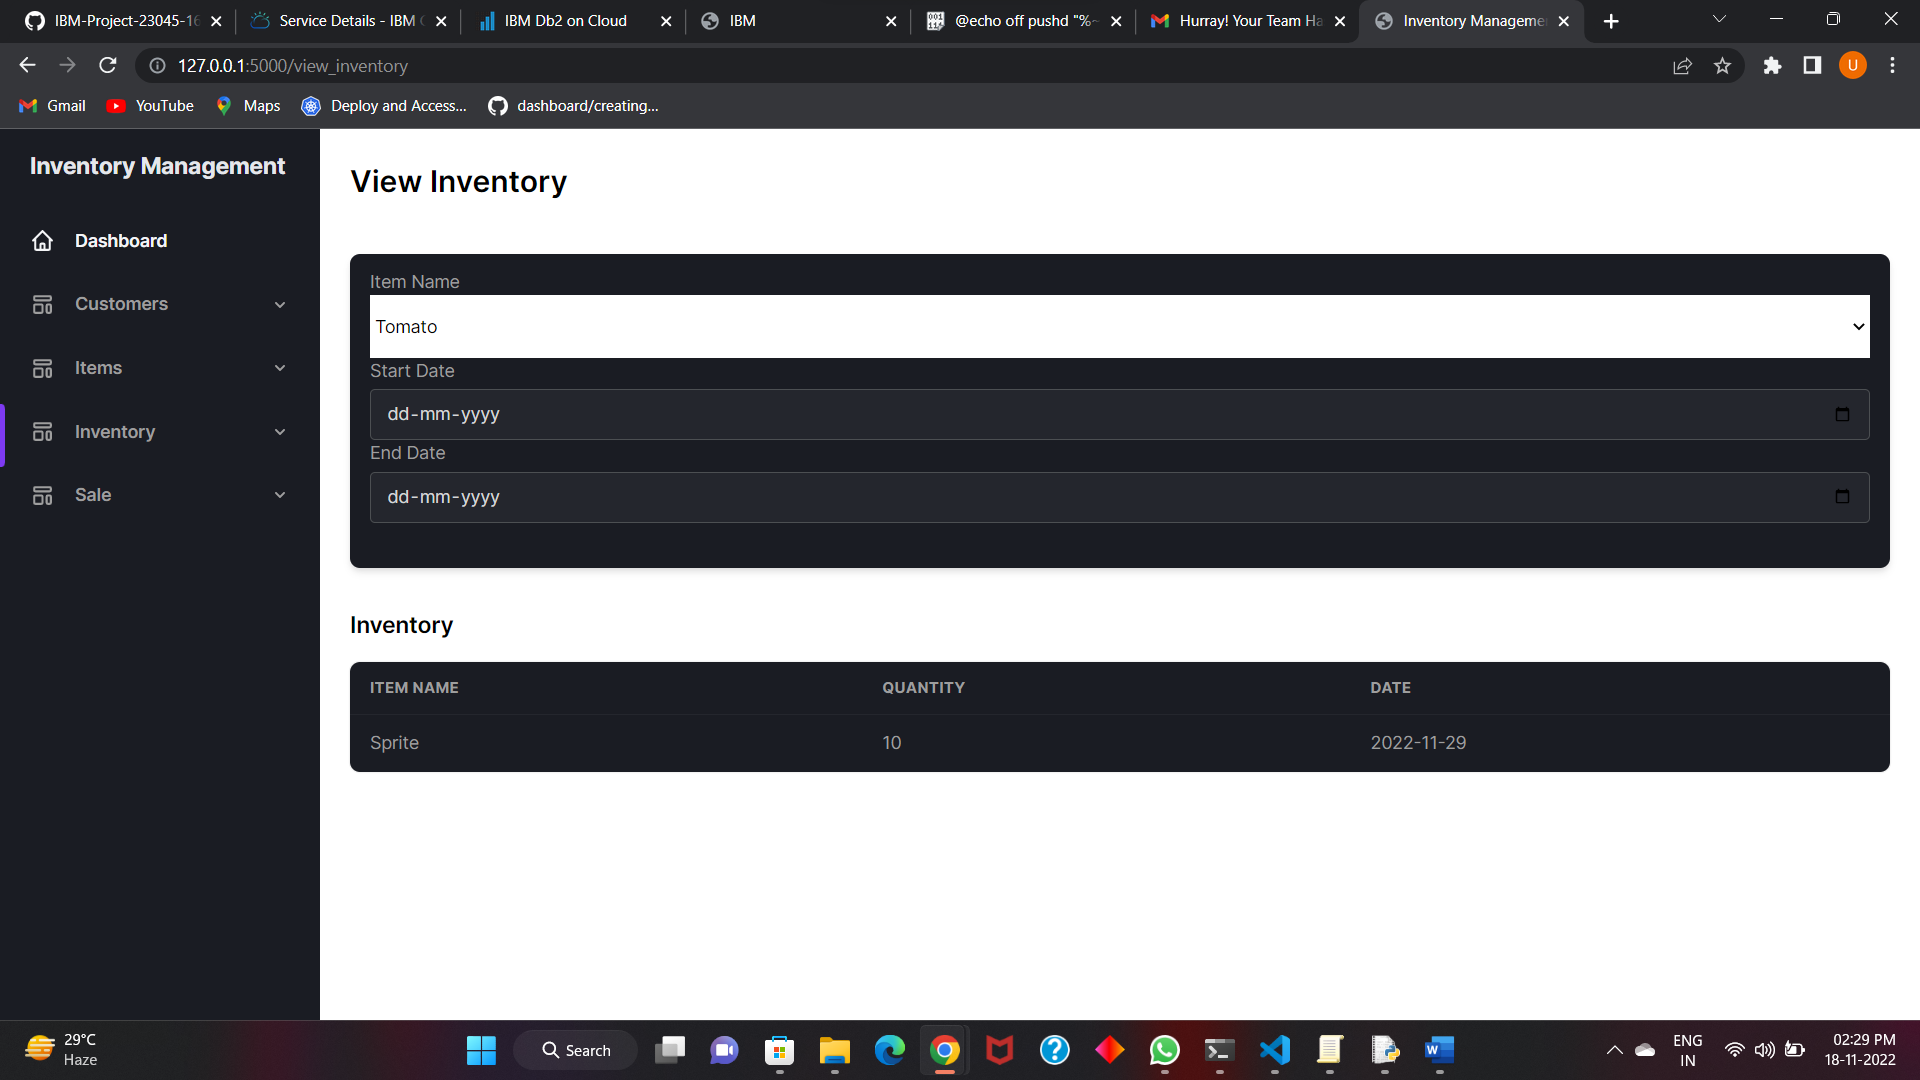 IBM-Project-23045-16
Service Details - IBM
IBM Db2 on Cloud
IBM
@echo off pushd "%~
Hurray! Your Team Ha
Inventory Manageme
127.0.0.1:5000/view_inventory
U
Gmail
YouTube
Maps
Deploy and Access...
dashboard/creating...
Inventory Management
Dashboard
Customers
Items
Inventory
Sale
View Inventory
Item Name
Tomato
Start Date
dd-mm-yyyy
End Date
dd-mm-yyyy
Inventory
ITEM NAME QUANTITY DATE
Sprite 10 2022-11-29
29°C
Haze
Search
ENG
IN
02:29 PM
18-11-2022